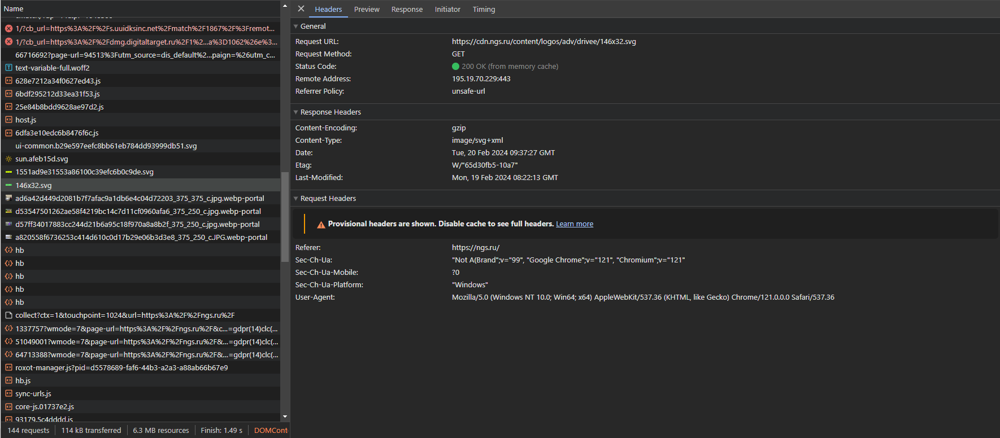 Name
1/?cb_url=https%3A%2F%2Fs.uuidksinc.net%2Fmatch%2F1867%2F%3Fremot...
1/?cb_url=https%3A%2F%2Fdmg.digitaltarget.ru%2F1%2...a%3D1062%26e%3...
66716692?page-url=94513%3Futm_source=dis_default%2...paign=%26utm_c...
text-variable-full.woff2
628e7212a34f0627ed43.js
6bdf295212d33ea31f53.js
25e84b8bdd9628ae97d2.js
host.js
6dfa3e10edc6b8476f6c.js
ui-common.b29e597eefc8bb61eb784dd93999db51.svg
sun.afeb15d.svg
1551ad9e31553a86100c39efc6b0c9de.svg
146x32.svg
ad6a42d449d2081b7f7afac9a1db6e4c04d72203_375_375_c.jpg.webp-portal
d53547501262ae58f4219bc14c7d11cf0960afa6_375_250_c.jpg.webp-portal
d57ff34017883cc244d21b6a95c18f970a8a8b2f_375_250_c.jpg.webp-portal
a820558f6736253c414d610c0d17b29e06b3d3e8_375_250_c.JPG.webp-portal
hb
hb
hb
hb
hb
collect?ctx=1&touchpoint=1024&url=https%3A%2F%2Fngs.ru%2F
1337757?wmode=7&page-url=https%3A%2F%2Fngs.ru%2F&c...=gdpr(14)clc(...
51049001?wmode=7&page-url=https%3A%2F%2Fngs.ru%2F&...=gdpr(14)clc(...
64713388?wmode=7&page-url=https%3A%2F%2Fngs.ru%2F&...=gdpr(14)clc(...
roxot-manager.js?pid=d5578689-faf6-44b3-a2a3-a88ab66b67e9
hb.js
sync-urls.js
core-js.01737e2.js
93179.5c4dddd.js
144 requests 114 kB transferred 6.3 MB resources Finish: 1.49 s DOMCont
Headers Preview Response Initiator Timing
General
Request URL: https://cdn.ngs.ru/content/logos/adv/drivee/146x32.svg
Request Method: GET
Status Code: 200 OK (from memory cache)
Remote Address: 195.19.70.229:443
Referrer Policy: unsafe-url
Response Headers
Content-Encoding: gzip
Content-Type: image/svg+xml
Date: Tue, 20 Feb 2024 09:37:27 GMT
Etag: W/"65d30fb5-10a7"
Last-Modified: Mon, 19 Feb 2024 08:22:13 GMT
Request Headers
Provisional headers are shown. Disable cache to see full headers. Learn more
Referer: https://ngs.ru/
Sec-Ch-Ua: "Not A(Brand";v="99", "Google Chrome";v="121", "Chromium";v="121"
Sec-Ch-Ua-Mobile: ?0
Sec-Ch-Ua-Platform: "Windows"
User-Agent: Mozilla/5.0 (Windows NT 10.0; Win64; x64) AppleWebKit/537.36 (KHTML, like Gecko) Chrome/121.0.0.0 Safari/537.36